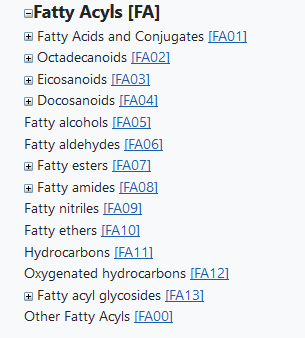 Fatty Acyls [FA]
Fatty Acids and Conjugates [FA01]
Octadecanoids [FA02]
Eicosanoids [FA03]
Docosanoids [FA04]
Fatty alcohols [FA05]
Fatty aldehydes [FA06]
Fatty esters [FA07]
Fatty amides [FA08]
Fatty nitriles [FA09]
Fatty ethers [FA10]
Hydrocarbons [FA11]
Oxygenated hydrocarbons [FA12]
Fatty acyl glycosides [FA13]
Other Fatty Acyls [FA00]